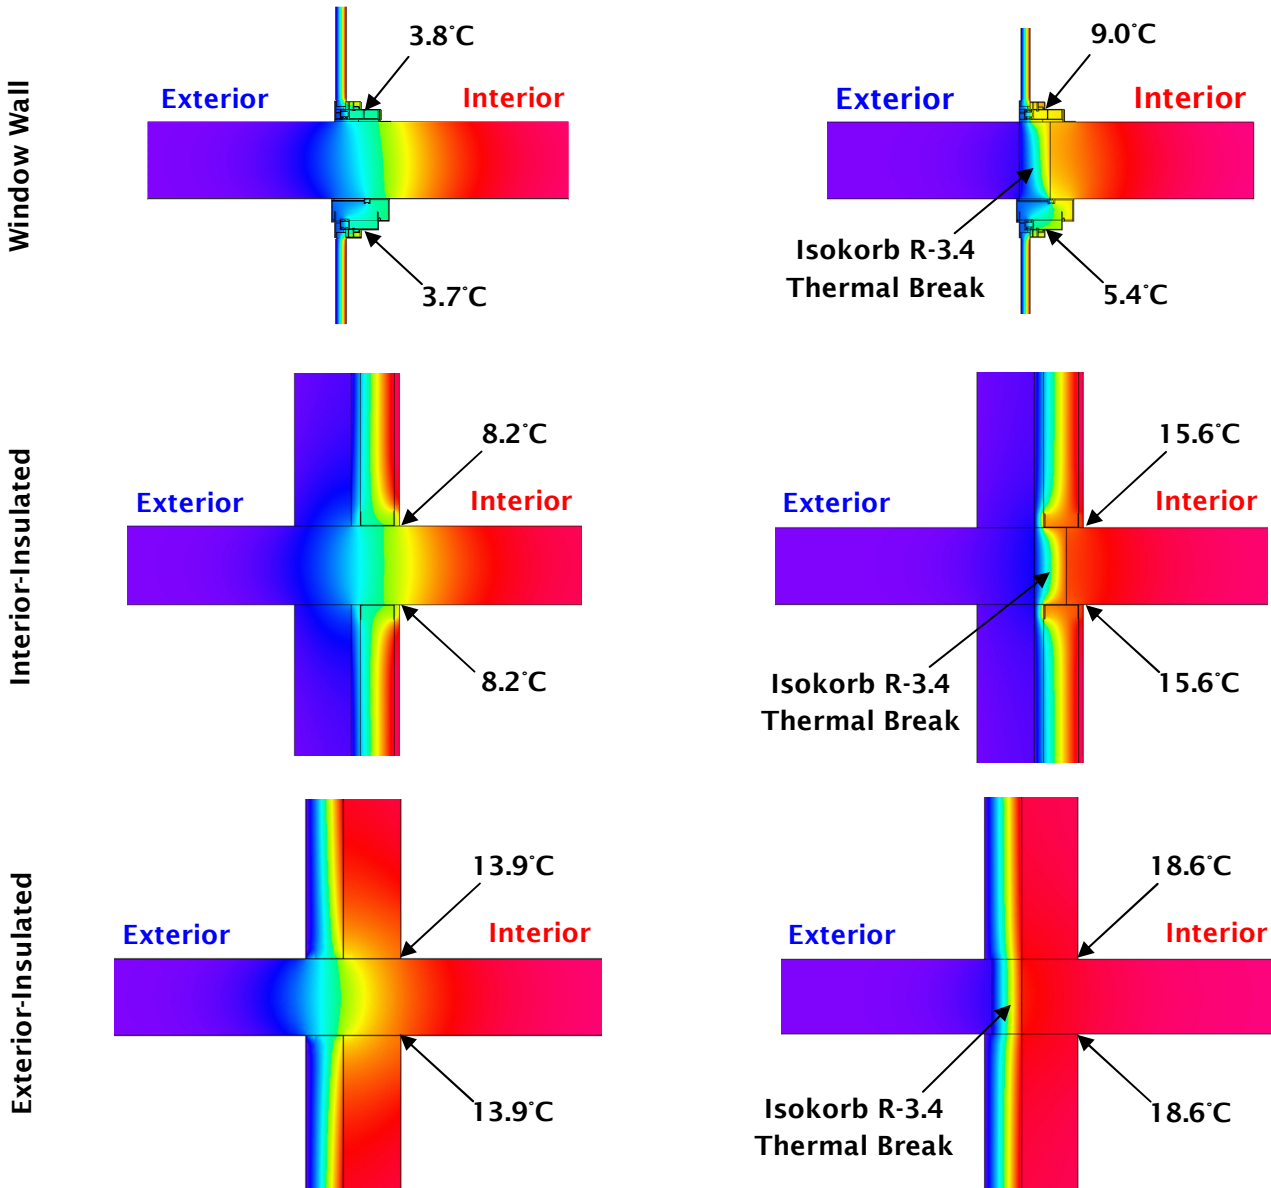 Window Wall
3.8°C
Exterior
Interior
3.7°C
9.0°C
Exterior
Interior
Isokorb R-3.4
Thermal Break
5.4°C
Interior-Insulated
8.2°C
Exterior
Interior
8.2°C
15.6°C
Exterior
Interior
Isokorb R-3.4
Thermal Break
15.6°C
Exterior-Insulated
13.9°C
Exterior
Interior
13.9°C
18.6°C
Exterior
Interior
Isokorb R-3.4
Thermal Break
18.6°C